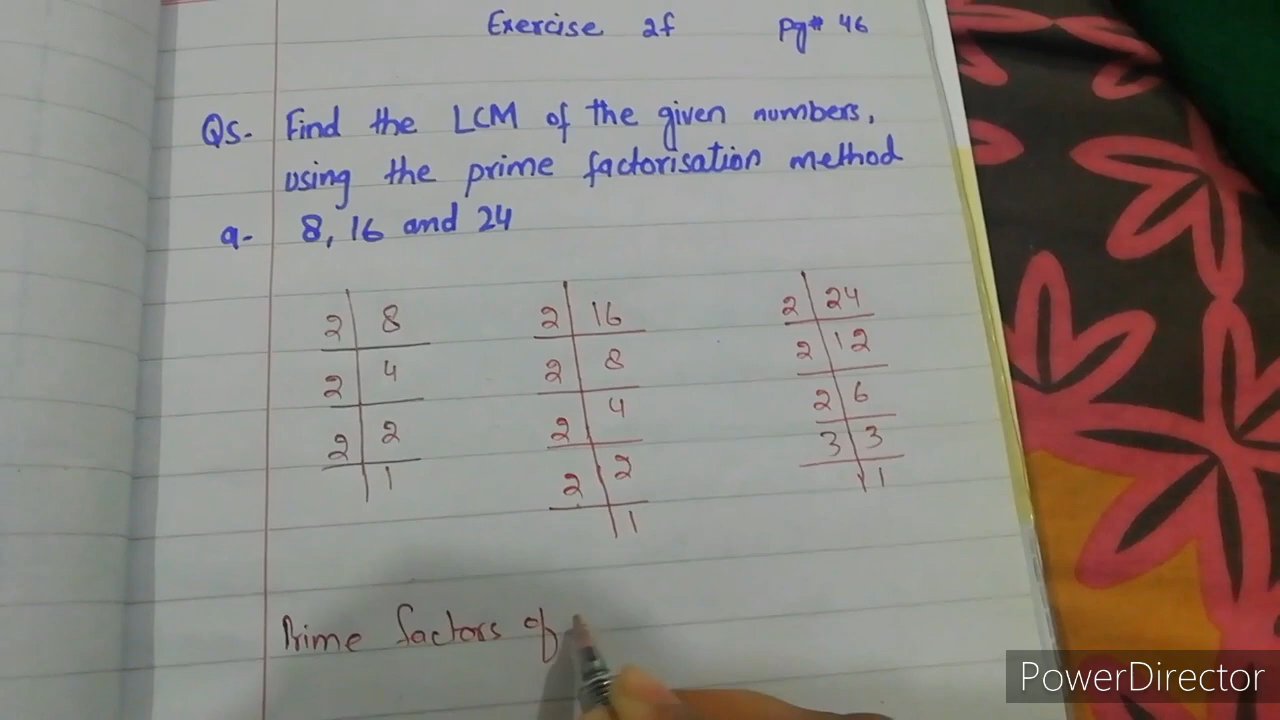 Exercise 2f Pg# 46
Q5. Find the LCM of the given numbers,
using the prime factorisation method
a- 8, 16 and 24
2 8
2 4
2 2
1
2 16
2 8
2 4
2 2
1
2 24
2 12
2 6
3 3
1
Prime factors of
PowerDirector